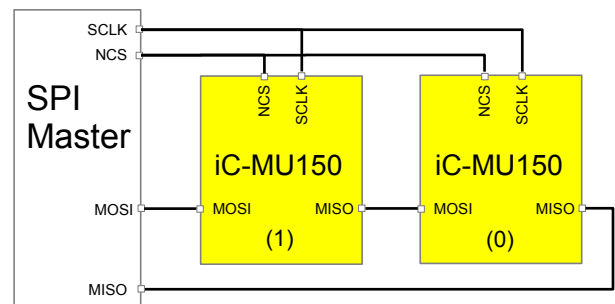 SCLK
NCS
SPI
Master
MOSI
MISO
NCS
SCLK
iC-MU150
MOSI MISO
(1)
NCS
SCLK
iC-MU150
MOSI MISO
(0)